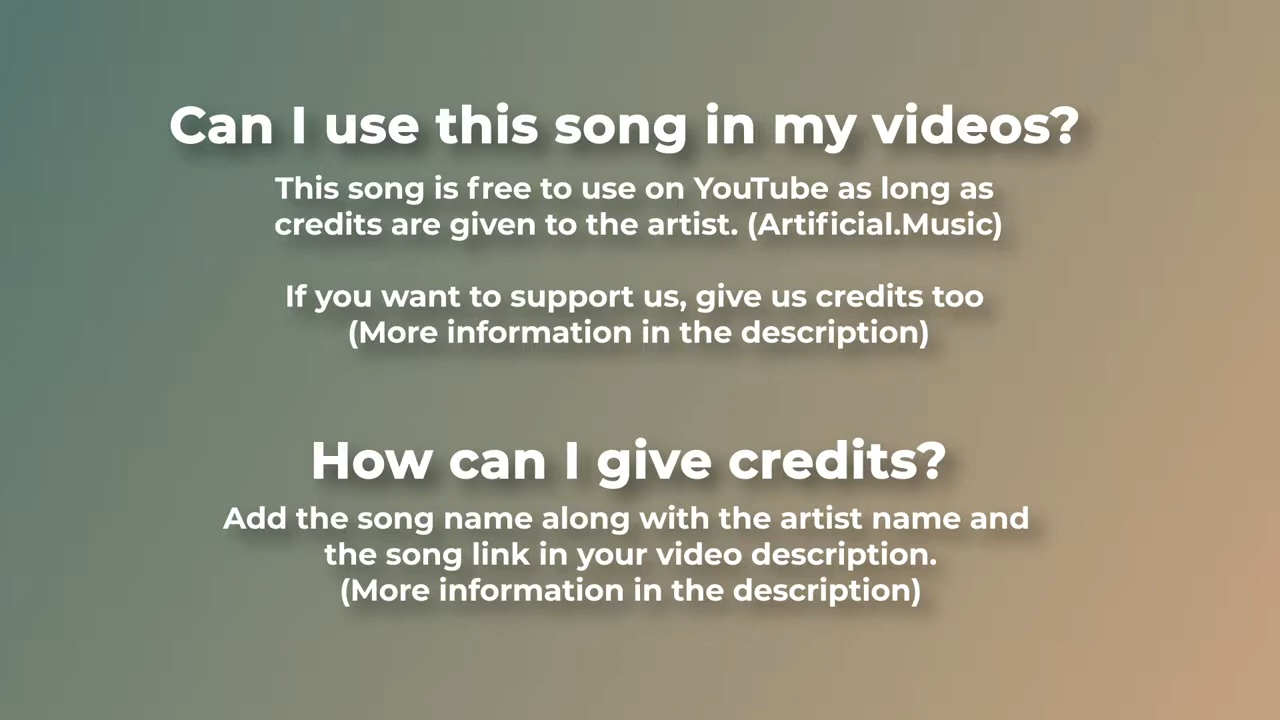 Can I use this song in my videos?
This song is free to use on YouTube as long as
credits are given to the artist. (Artificial.Music)
If you want to support us, give us credits too
(More information in the description)
How can I give credits?
Add the song name along with the artist name and
the song link in your video description.
(More information in the description)